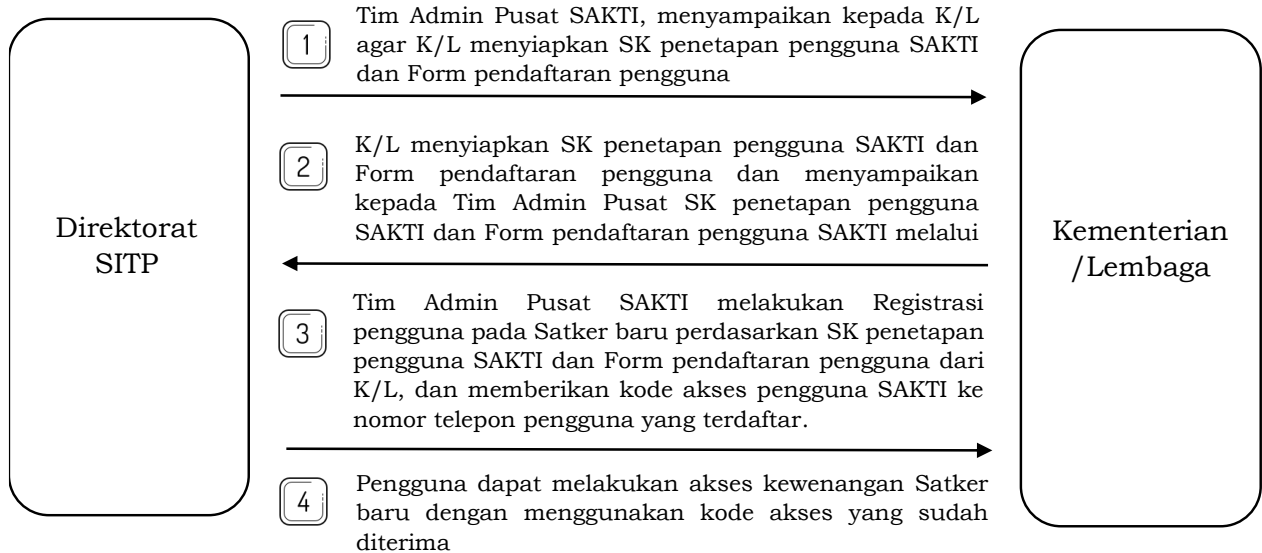 Direktorat
SITP
1
Tim Admin Pusat SAKTI, menyampaikan kepada K/L
agar K/L menyiapkan SK penetapan pengguna SAKTI
dan Form pendaftaran pengguna
2
K/L menyiapkan SK penetapan pengguna SAKTI dan
Form pendaftaran pengguna dan menyampaikan
kepada Tim Admin Pusat SK penetapan pengguna
SAKTI dan Form pendaftaran pengguna SAKTI melalui
3
Tim Admin Pusat SAKTI melakukan Registrasi
pengguna pada Satker baru perdasarkan SK penetapan
pengguna SAKTI dan Form pendaftaran pengguna dari
K/L, dan memberikan kode akses pengguna SAKTI ke
nomor telepon pengguna yang terdaftar.
4
Pengguna dapat melakukan akses kewenangan Satker
baru dengan menggunakan kode akses yang sudah
diterima
Kementerian
/Lembaga